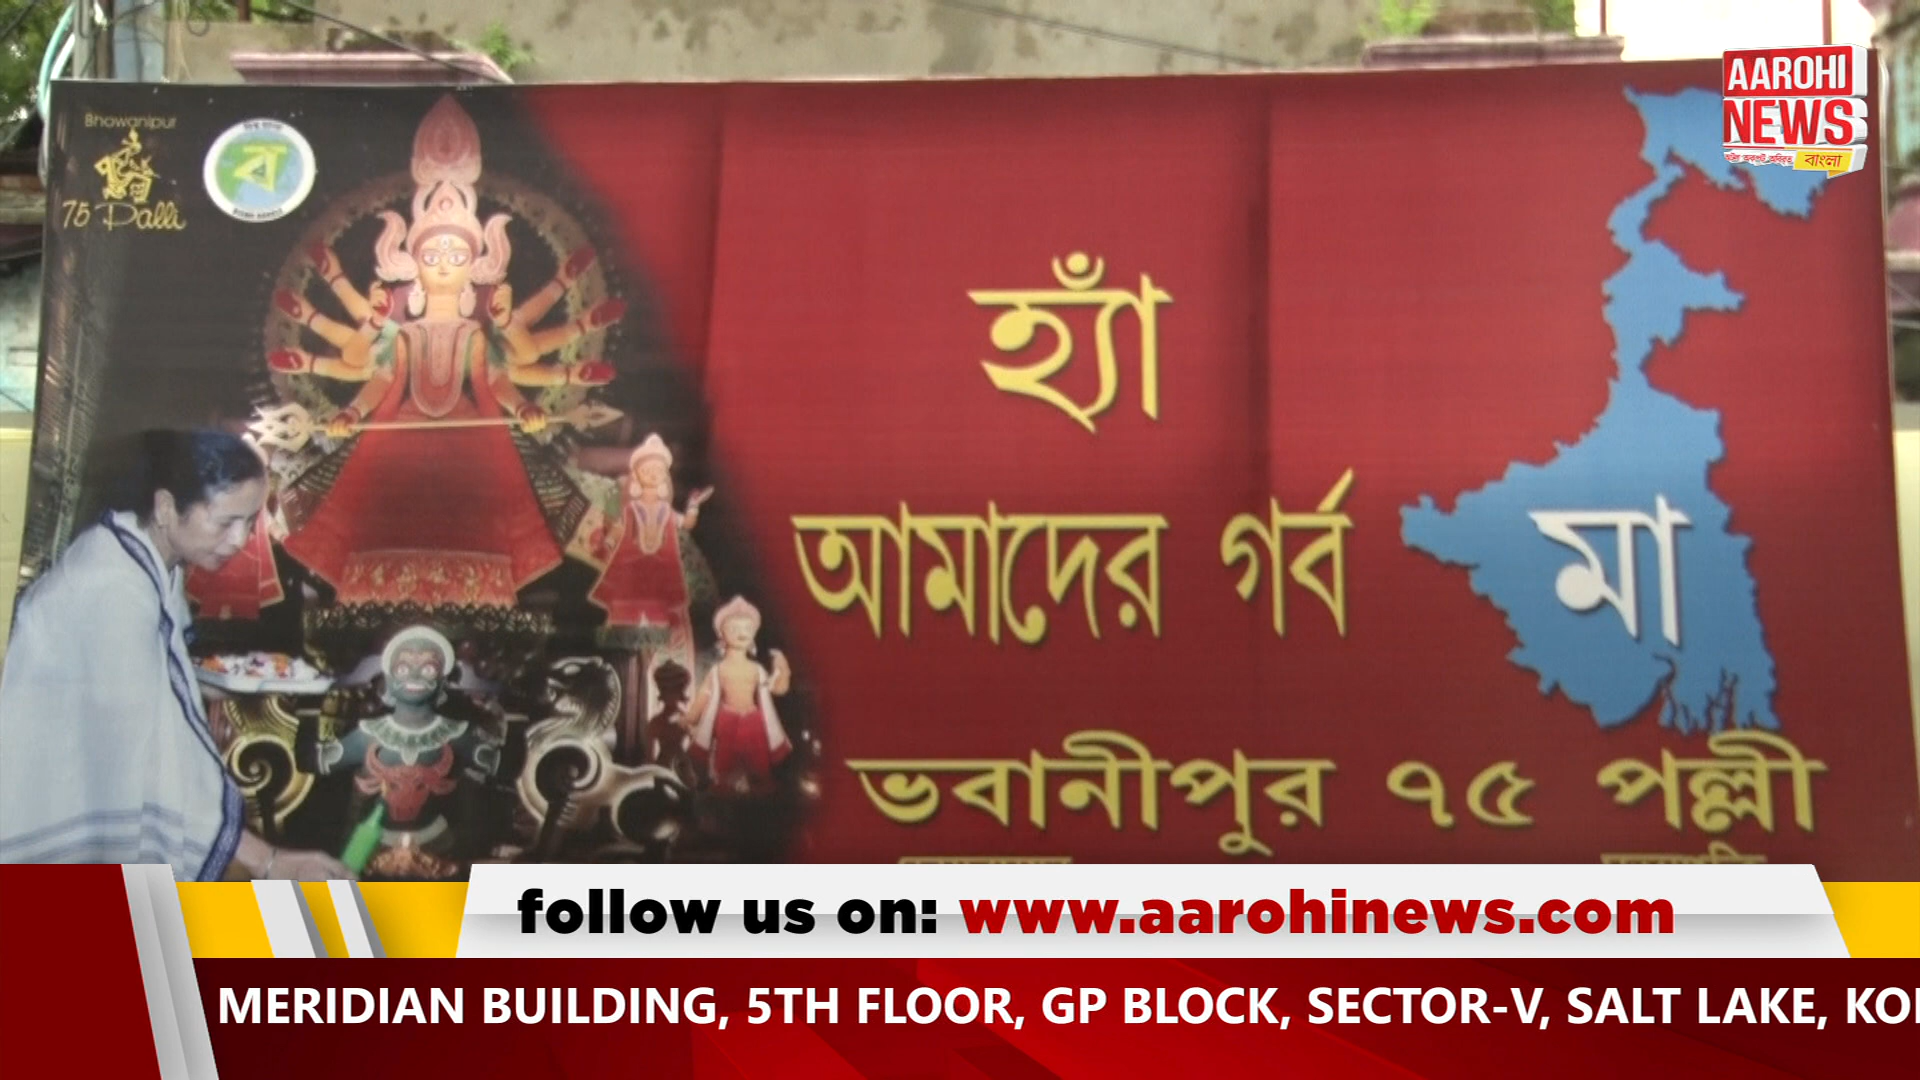 AAROHI
NEWS
বাংলা
Bhowanipur
75 Palli
ব
হ্যাঁ
আমাদের গর্ব মা
ভবানীপুর ৭৫ পল্লী
follow us on: www.aarohinews.com
MERIDIAN BUILDING, 5TH FLOOR, GP BLOCK, SECTOR-V, SALT LAKE,